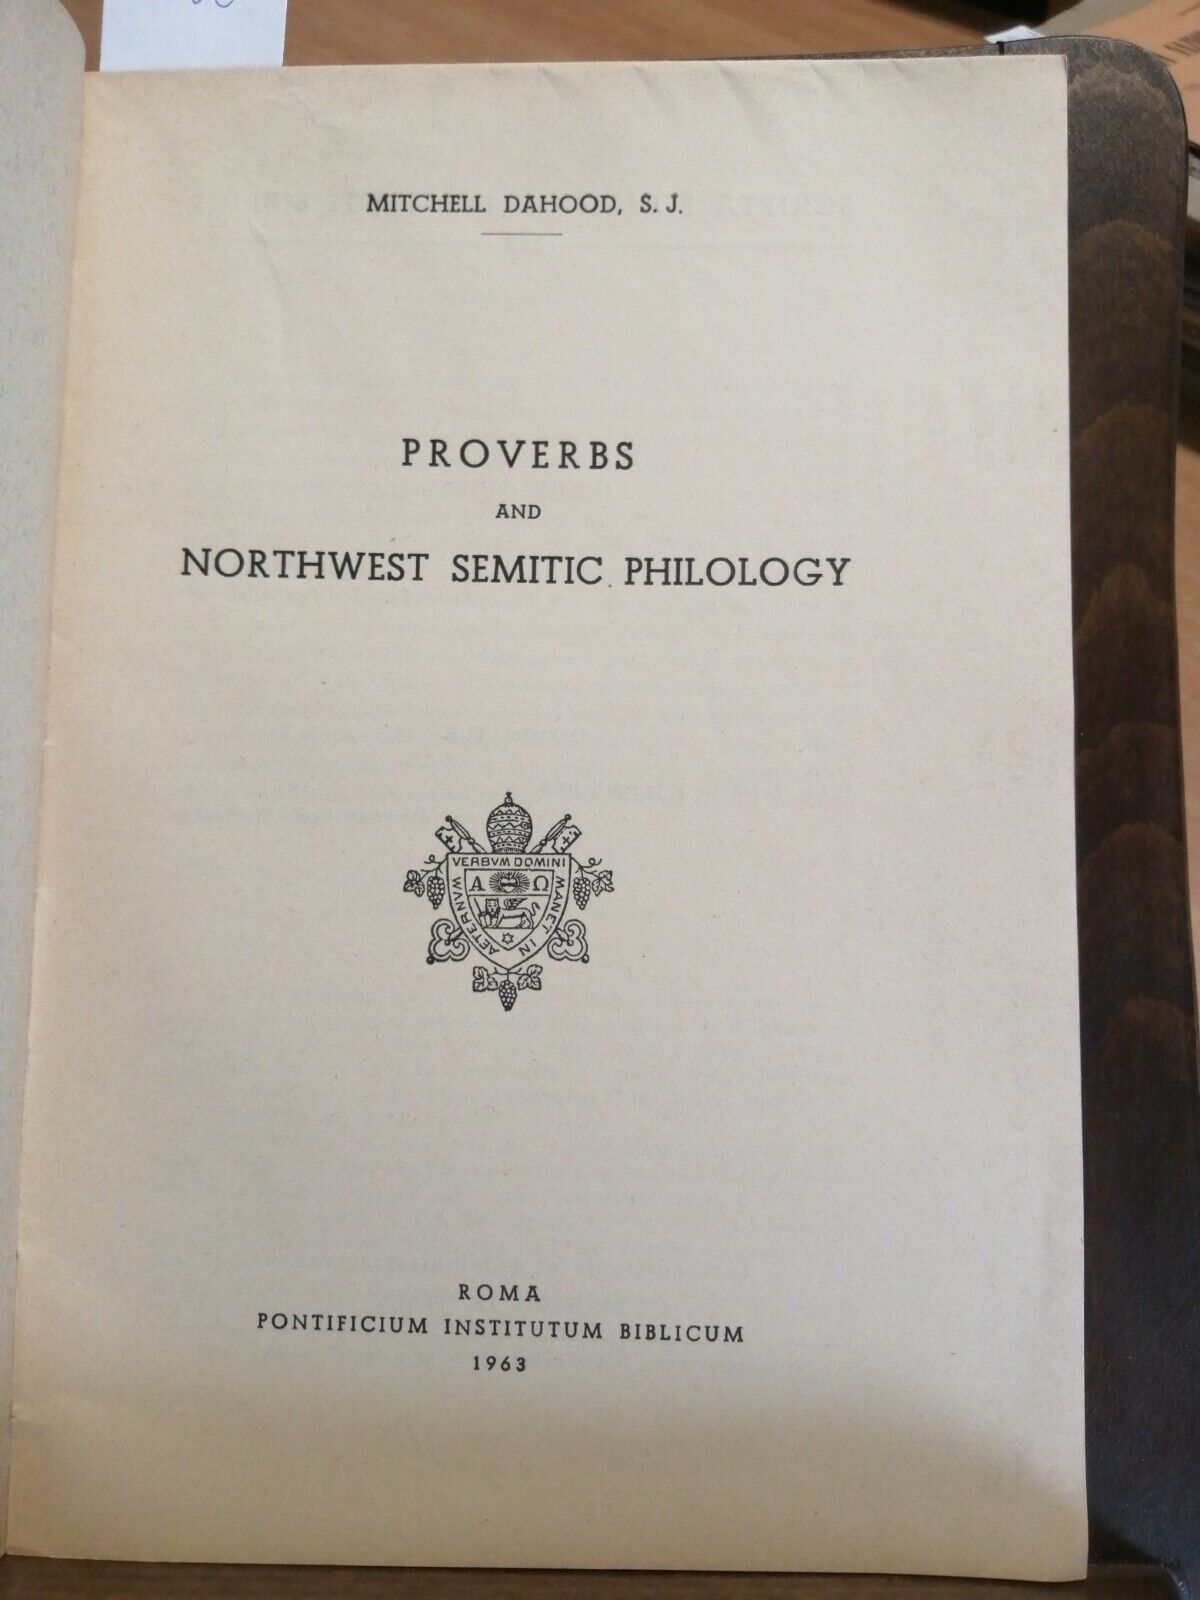 MITCHELL DAHOOD, S. J.
PROVERBS
AND
NORTHWEST SEMITIC PHILOLOGY
VERBVM DOMINI
MANET IN
AETERNVM
A Ω
ROMA
PONTIFICIUM INSTITUTUM BIBLICUM
1963